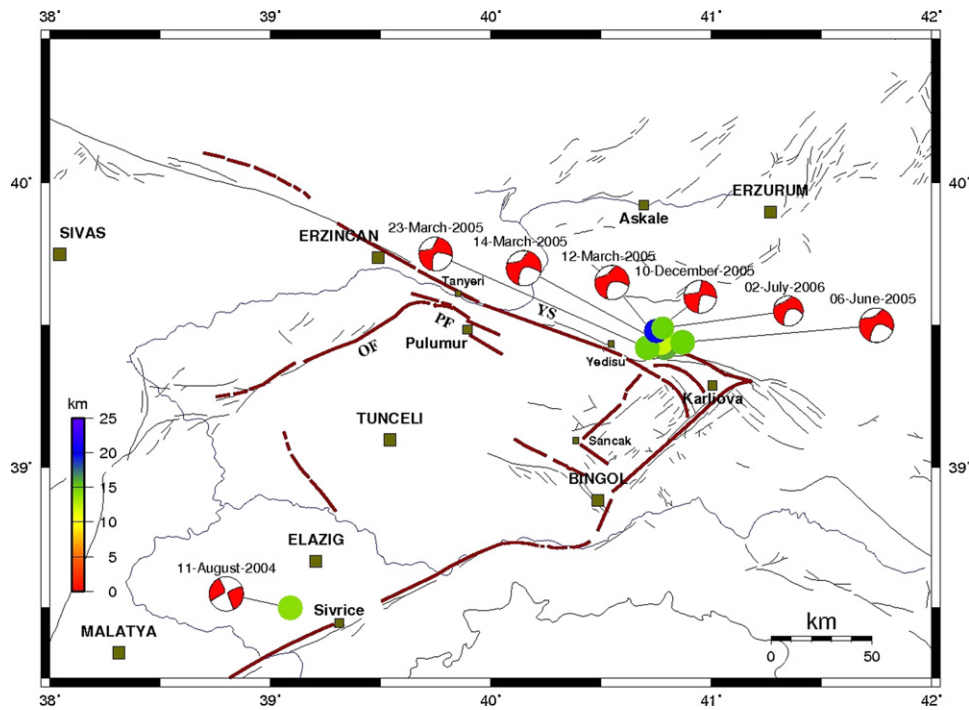 38° 39° 40° 41° 42°
40°
ERZURUM
Askale
SIVAS
23-March-2005
ERZINCAN
14-March-2005
12-March-2005
10-December-2005
Tanyeri
02-July-2006
06-June-2005
YS
PF
OF
Pulumur
Yedisu
Karliova
km
25
20
15
10
5
0
TUNCELI
Sancak
39°
39°
BINGOL
ELAZIG
11-August-2004
Sivrice
MALATYA
km
0 50
38° 39° 40° 41° 42°
40°